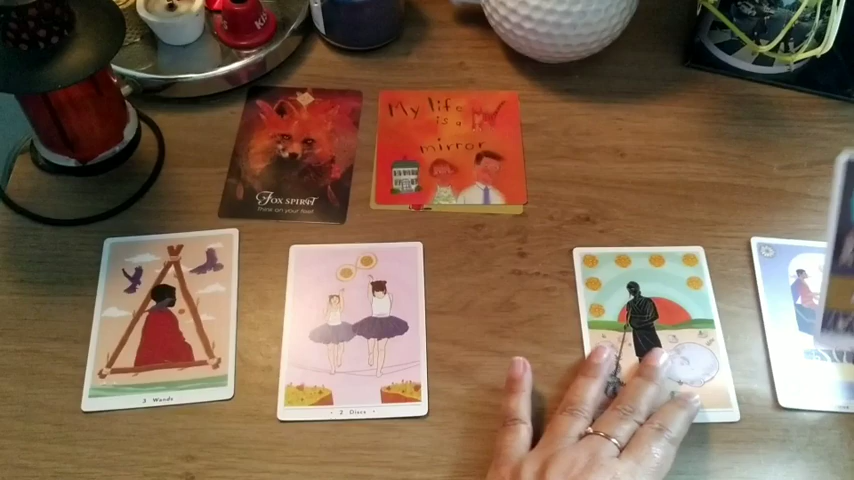 My life
is a
mirror
FOX SPIRIT
Think on your feet
3 Wands
2 Discs